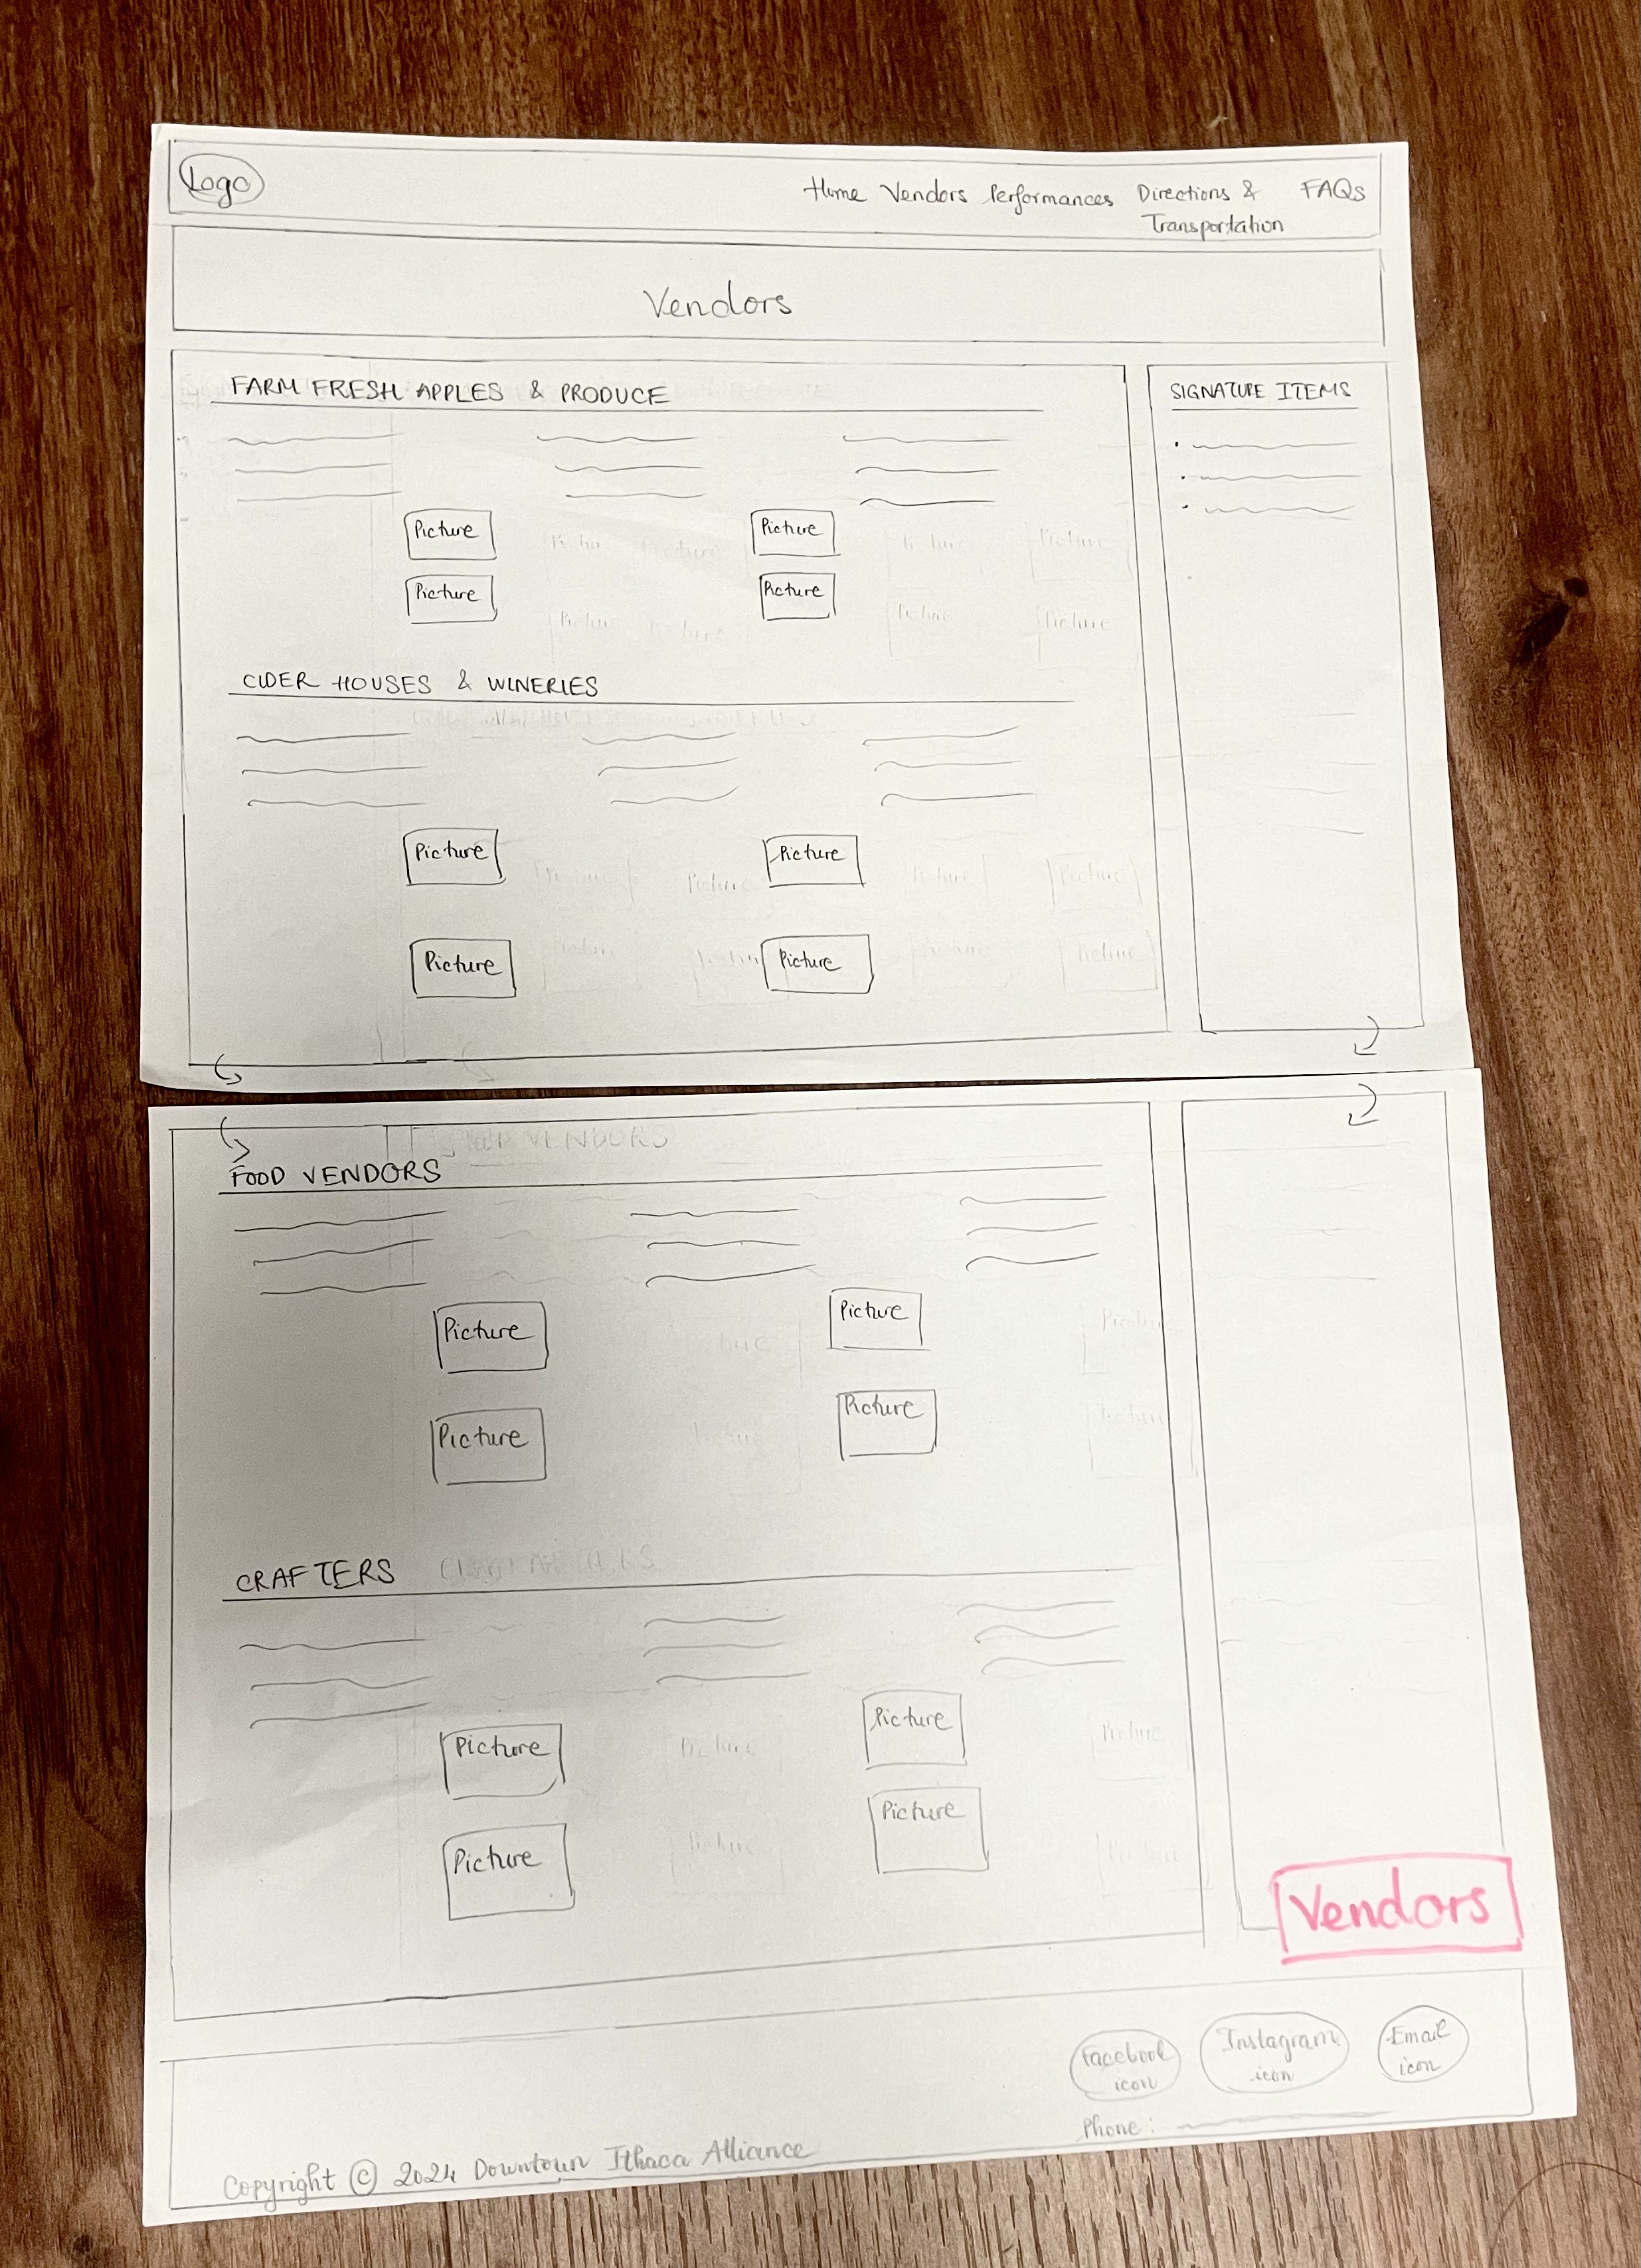 Logo
Home Vendors Performances Directions & FAQs
Transportation
Vendors
FARM FRESH APPLES & PRODUCE
SIGNATURE ITEMS
Picture Picture
Picture Picture
CIDER HOUSES & WINERIES
Picture Picture
Picture Picture
FOOD VENDORS
Picture Picture
Picture Picture
CRAFTERS
Picture Picture
Picture Picture
Vendors
Facebook icon
Instagram icon
Email icon
Phone:
Copyright © 2024 Downtown Ithaca Alliance